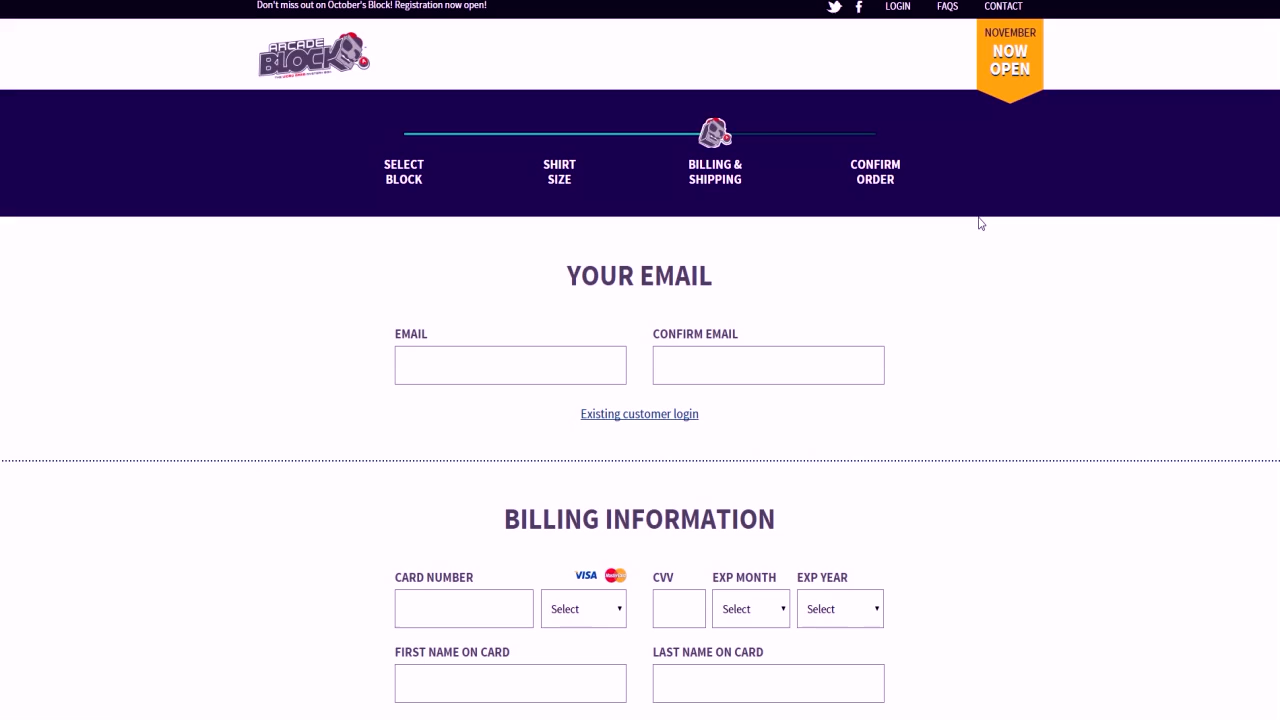 Don't miss out on October's Block! Registration now open!
LOGIN FAQS CONTACT
ARCADE
BLOCK
NOVEMBER
NOW
OPEN
SELECT
BLOCK
SHIRT
SIZE
BILLING &
SHIPPING
CONFIRM
ORDER
YOUR EMAIL
EMAIL CONFIRM EMAIL
Existing customer login
BILLING INFORMATION
CARD NUMBER VISA MasterCard CVV EXP MONTH EXP YEAR
Select Select Select
FIRST NAME ON CARD LAST NAME ON CARD